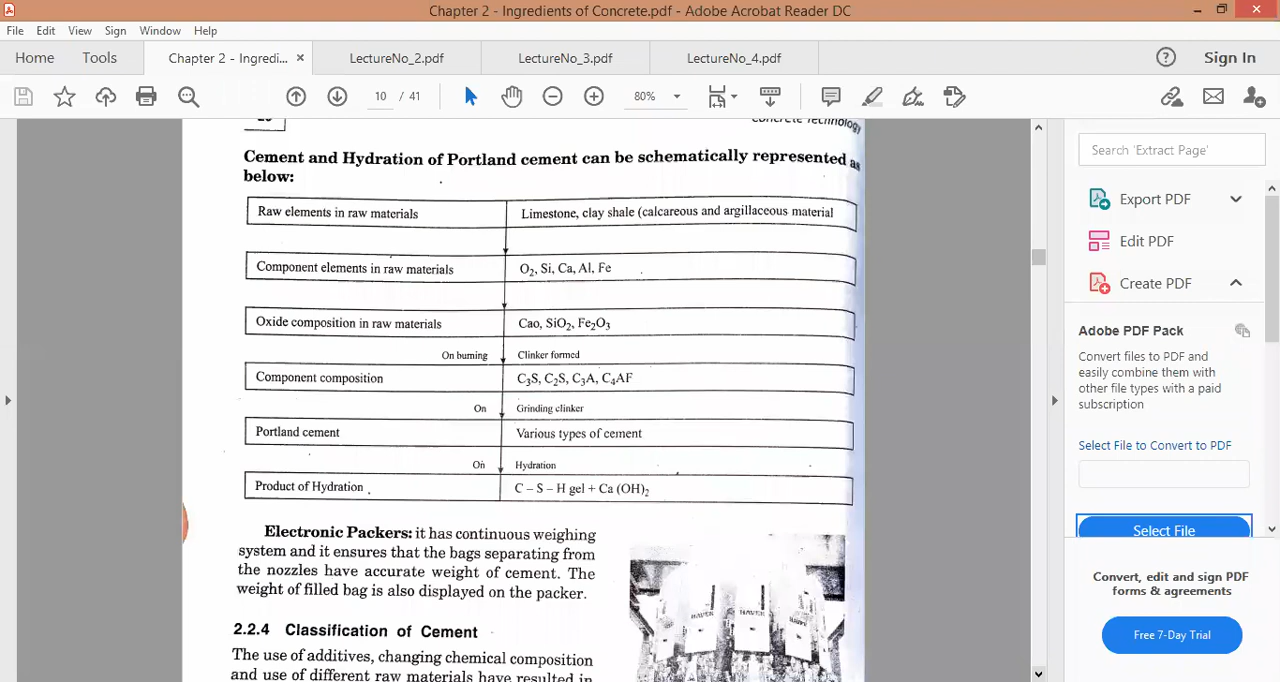 Chapter 2 - Ingredients of Concrete.pdf - Adobe Acrobat Reader DC
File Edit View Sign Window Help
Home Tools Chapter 2 - Ingredi... × LectureNo_2.pdf LectureNo_3.pdf LectureNo_4.pdf Sign In
10 / 41 80%
Concrete Technology
Cement and Hydration of Portland cement can be schematically represented as
below:
Raw elements in raw materials Limestone, clay shale (calcareous and argillaceous material
Component elements in raw materials O₂, Si, Ca, Al, Fe
Oxide composition in raw materials Cao, SiO₂, Fe₂O₃
On burning Clinker formed
Component composition C₃S, C₂S, C₃A, C₄AF
On Grinding clinker
Portland cement Various types of cement
On Hydration
Product of Hydration C – S – H gel + Ca (OH)₂
Electronic Packers: it has continuous weighing
system and it ensures that the bags separating from
the nozzles have accurate weight of cement. The
weight of filled bag is also displayed on the packer.
2.2.4 Classification of Cement
The use of additives, changing chemical composition
and use of different raw materials have resulted in
HAVER
Search 'Extract Page'
Export PDF
Edit PDF
Create PDF
Adobe PDF Pack
Convert files to PDF and
easily combine them with
other file types with a paid
subscription
Select File to Convert to PDF
Select File
Convert, edit and sign PDF
forms & agreements
Free 7-Day Trial